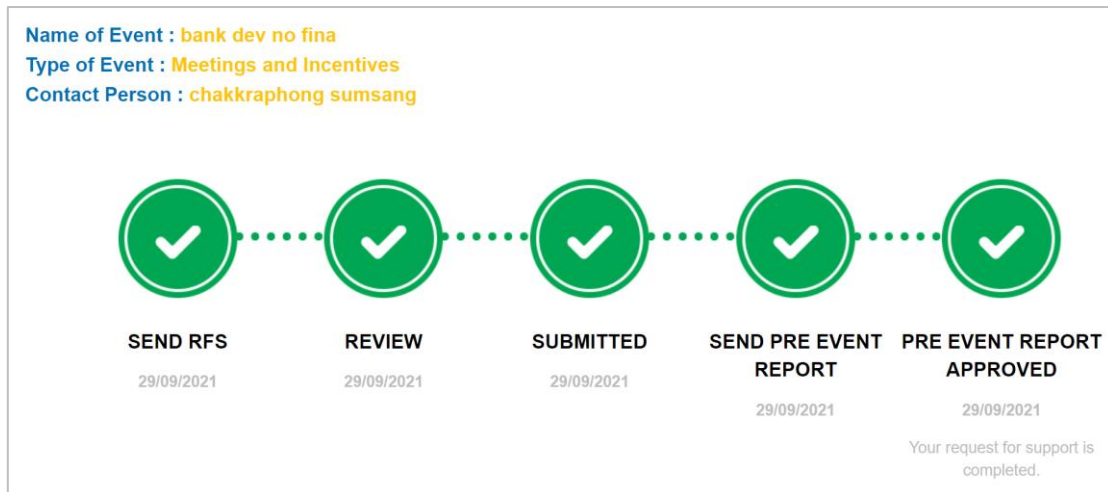 Name of Event : bank dev no fina
Type of Event : Meetings and Incentives
Contact Person : chakkraphong sumsang
SEND RFS
29/09/2021
REVIEW
29/09/2021
SUBMITTED
29/09/2021
SEND PRE EVENT
REPORT
29/09/2021
PRE EVENT REPORT
APPROVED
29/09/2021
Your request for support is
completed.